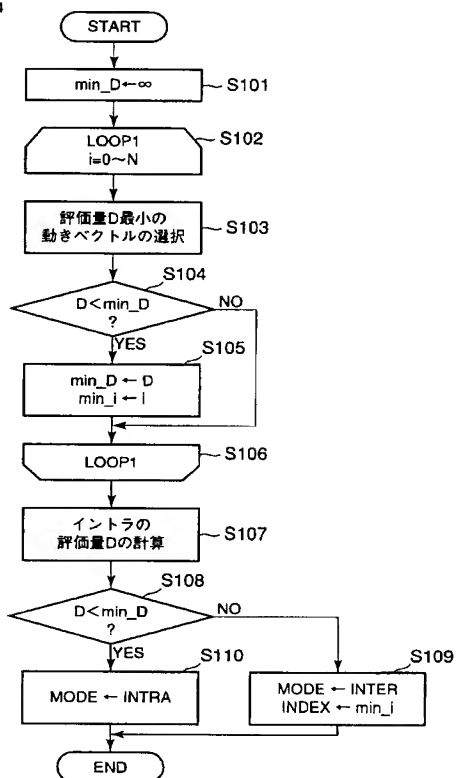 4
START
min_D←∞
S101
LOOP1
i=0~N
S102
評価量D最小の
動きベクトルの選択
S103
S104
D<min_D
?
NO
YES
S105
min_D ← D
min_i ← i
LOOP1
S106
イントラの
評価量Dの計算
S107
S108
D<min_D
?
NO
YES
S110
MODE ← INTRA
S109
MODE ← INTER
INDEX ← min_i
END